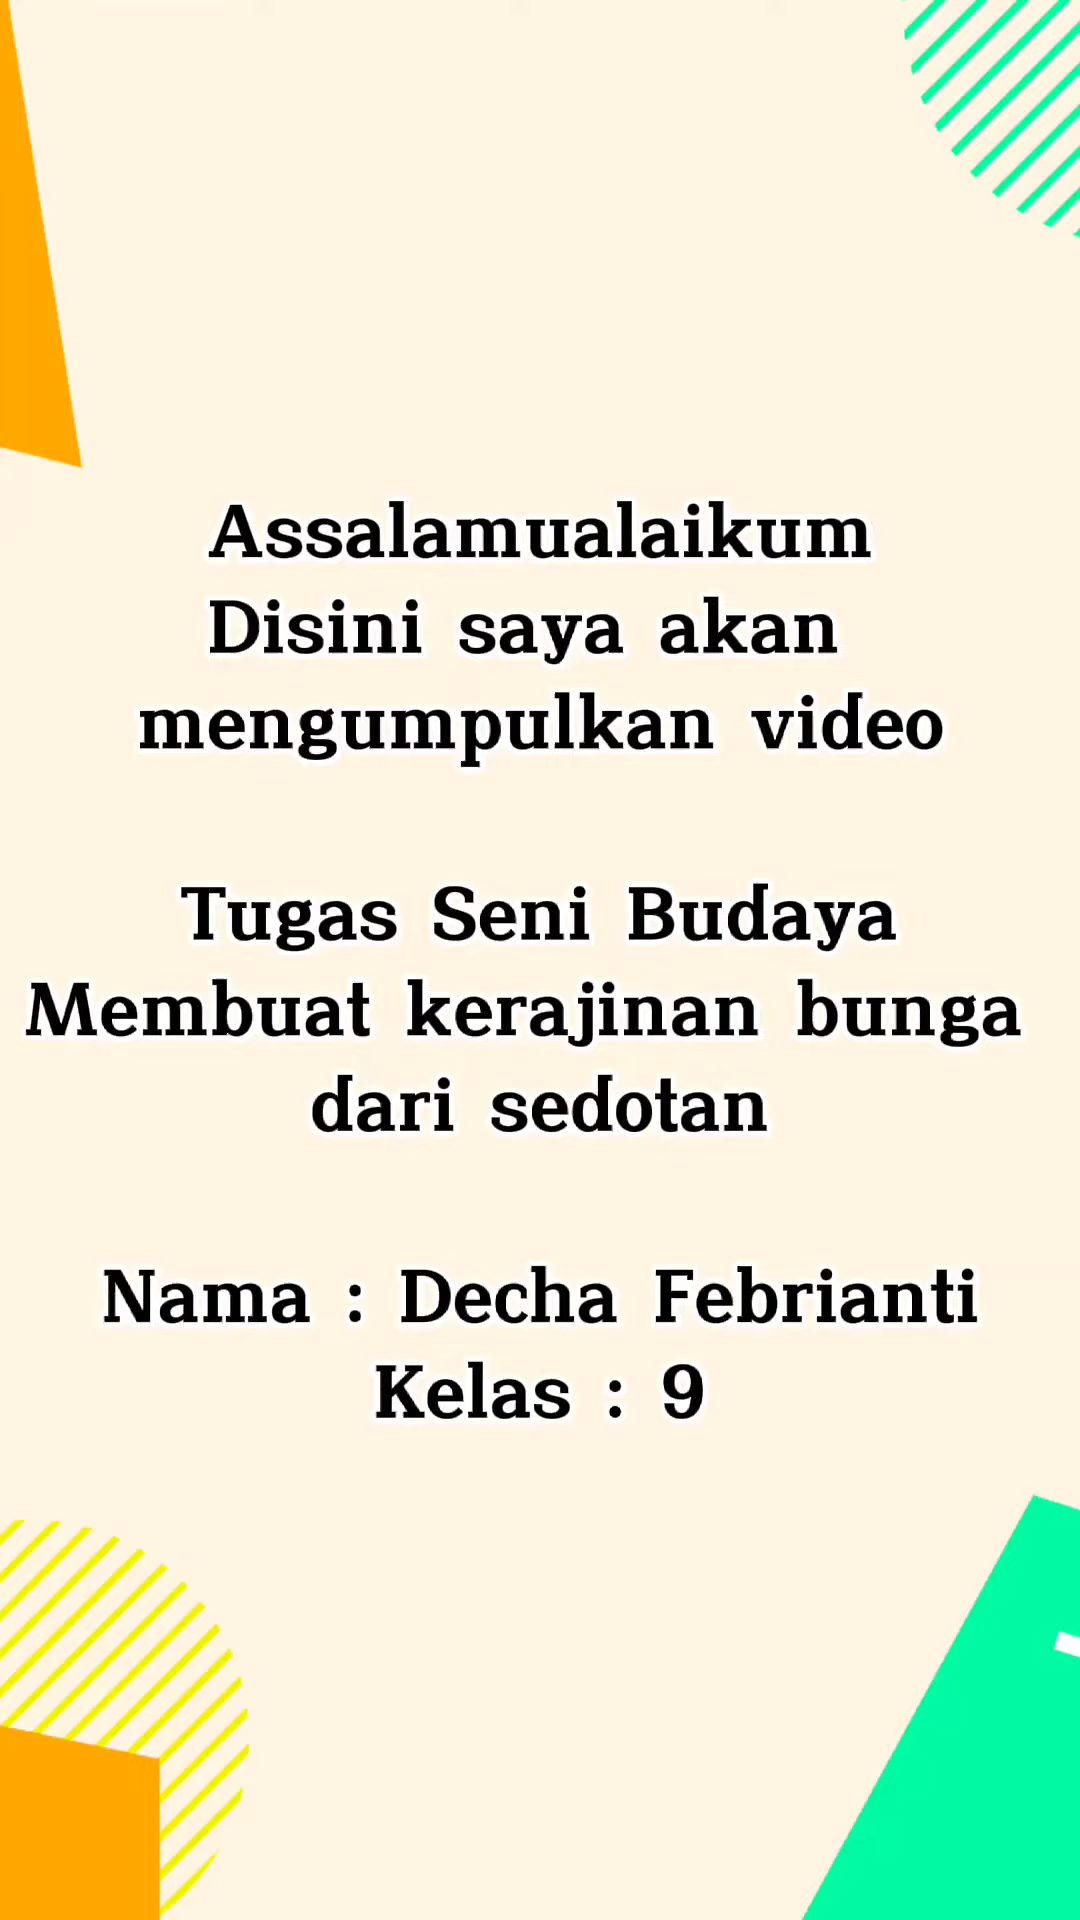 Assalamualaikum
Disini saya akan
mengumpulkan video
Tugas Seni Budaya
Membuat kerajinan bunga
dari sedotan
Nama : Decha Febrianti
Kelas : 9